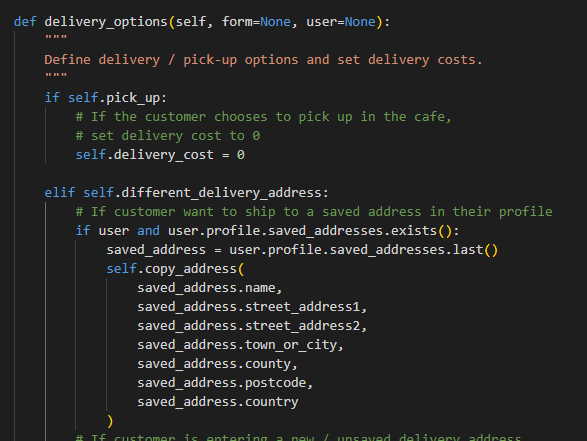 def delivery_options(self, form=None, user=None):
    """
    Define delivery / pick-up options and set delivery costs.
    """
    if self.pick_up:
        # If the customer chooses to pick up in the cafe,
        # set delivery cost to 0
        self.delivery_cost = 0

    elif self.different_delivery_address:
        # If customer want to ship to a saved address in their profile
        if user and user.profile.saved_addresses.exists():
            saved_address = user.profile.saved_addresses.last()
            self.copy_address(
                saved_address.name,
                saved_address.street_address1,
                saved_address.street_address2,
                saved_address.town_or_city,
                saved_address.county,
                saved_address.postcode,
                saved_address.country
            )
        # If customer is entering a new / unsaved delivery address